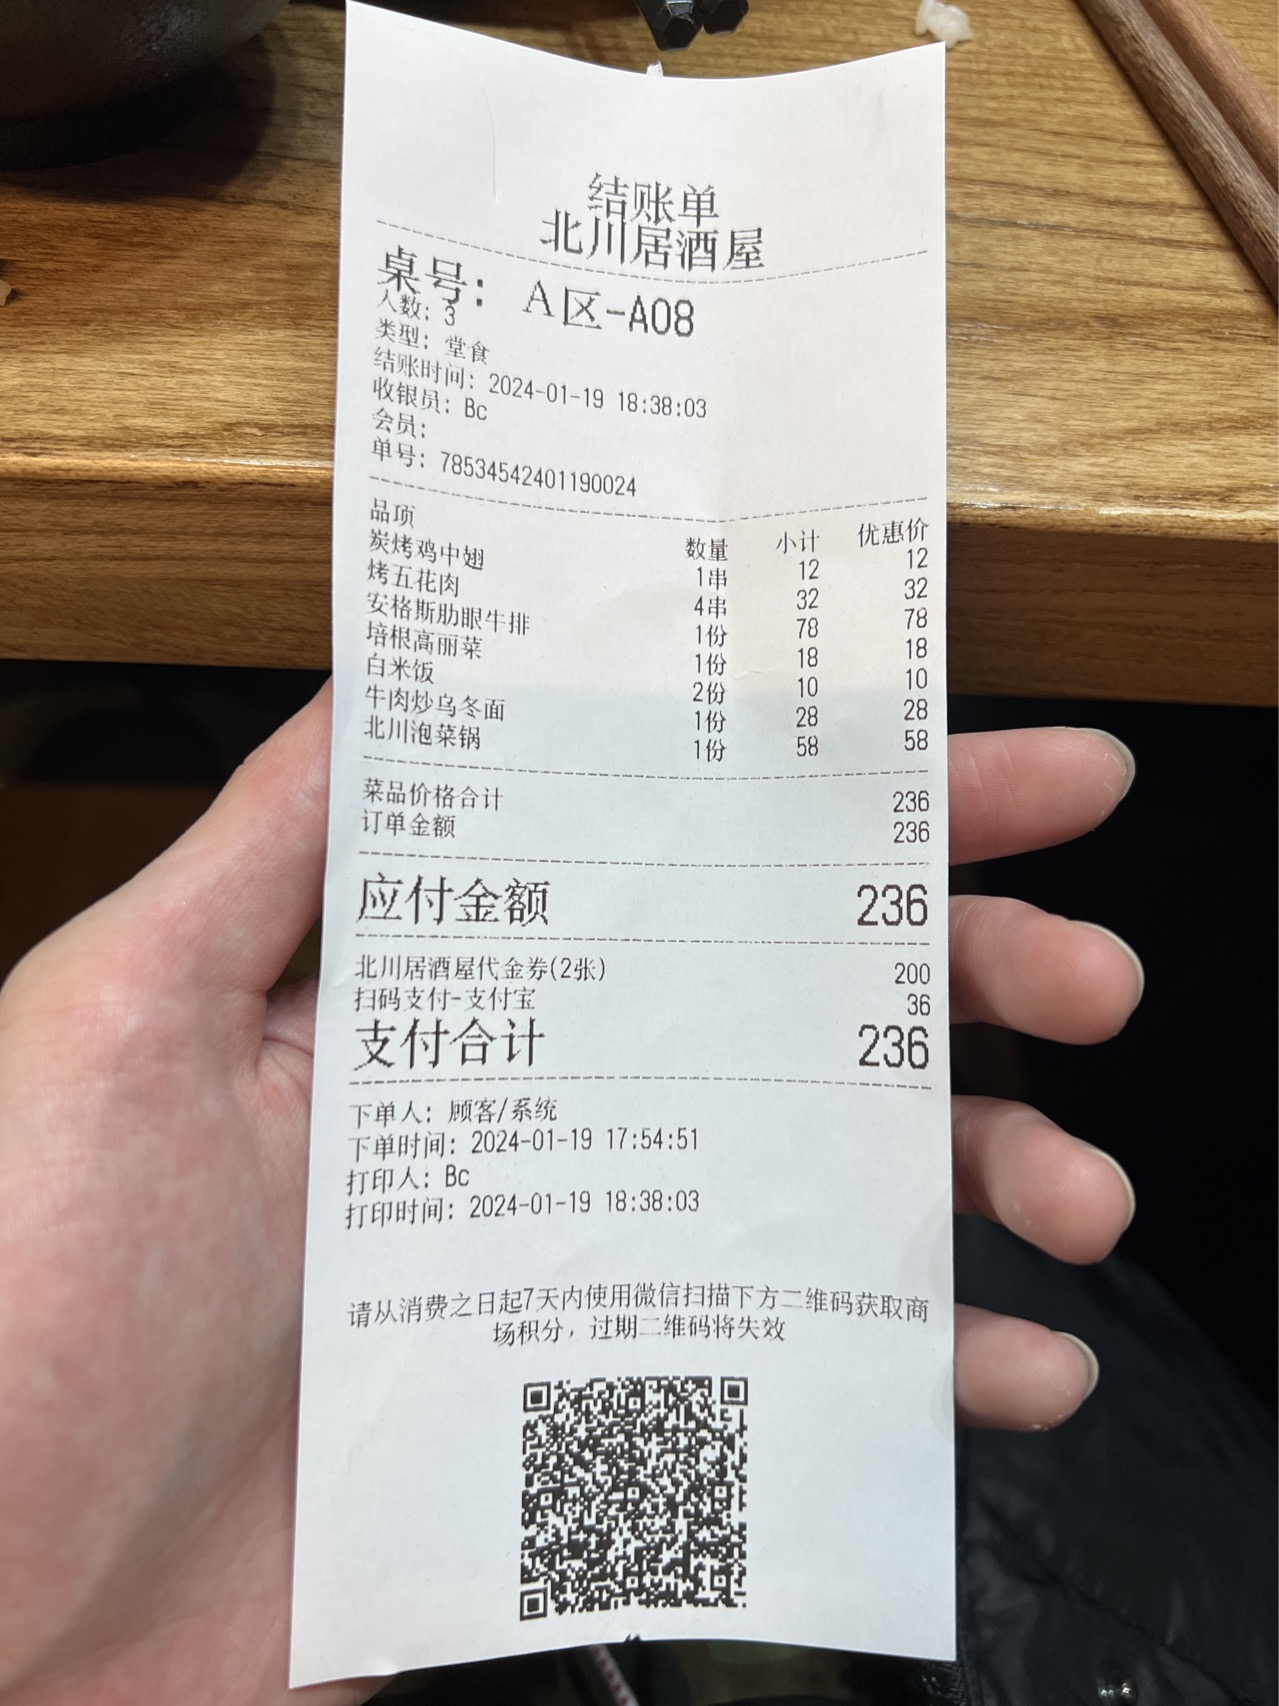 结账单
北川居酒屋
桌号: A区-A08
人数: 3
类型: 堂食
结账时间: 2024-01-19 18:38:03
收银员: Bc
会员:
单号: 78534542401190024
品项 数量 小计 优惠价
炭烤鸡中翅 1串 12 12
烤五花肉 4串 32 32
安格斯肋眼牛排 1份 78 78
培根高丽菜 1份 18 18
白米饭 2份 10 10
牛肉炒乌冬面 1份 28 28
北川泡菜锅 1份 58 58
菜品价格合计 236
订单金额 236
应付金额 236
北川居酒屋代金券(2张) 200
扫码支付-支付宝 36
支付合计 236
下单人: 顾客/系统
下单时间: 2024-01-19 17:54:51
打印人: Bc
打印时间: 2024-01-19 18:38:03
请从消费之日起7天内使用微信扫描下方二维码获取商
场积分，过期二维码将失效